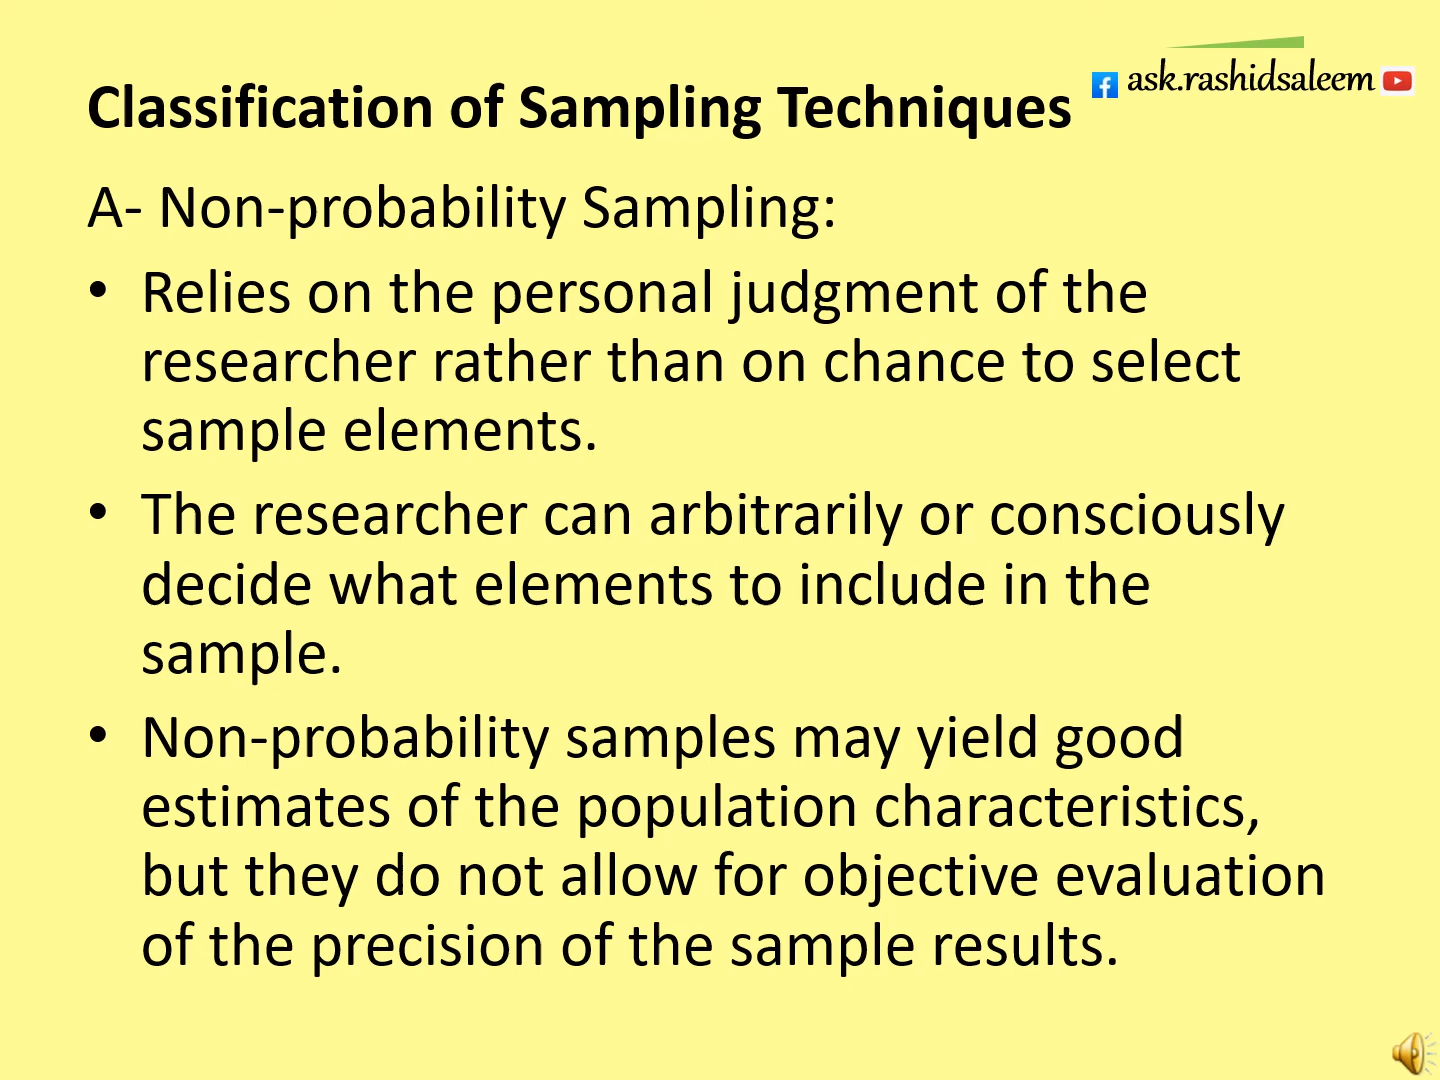 ask.rashidsaleem
Classification of Sampling Techniques
A- Non-probability Sampling:
• Relies on the personal judgment of the
researcher rather than on chance to select
sample elements.
• The researcher can arbitrarily or consciously
decide what elements to include in the
sample.
• Non-probability samples may yield good
estimates of the population characteristics,
but they do not allow for objective evaluation
of the precision of the sample results.